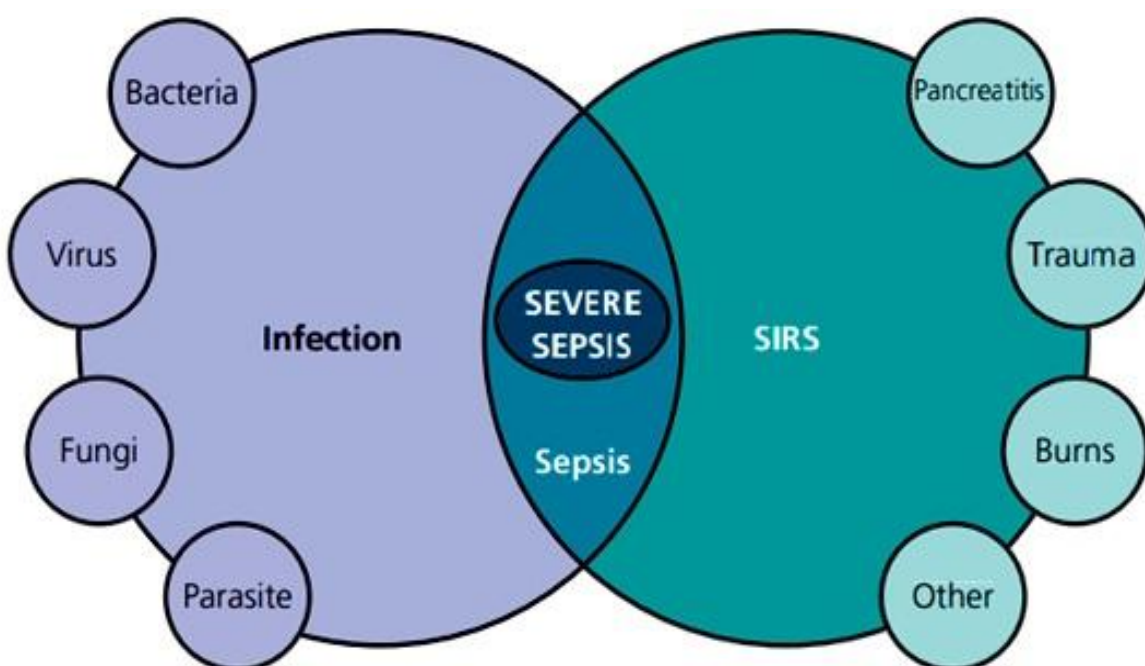 Bacteria
Pancreatitis
Virus
Trauma
SEVERE
SEPSIS
Infection
SIRS
Sepsis
Fungi
Burns
Parasite
Other